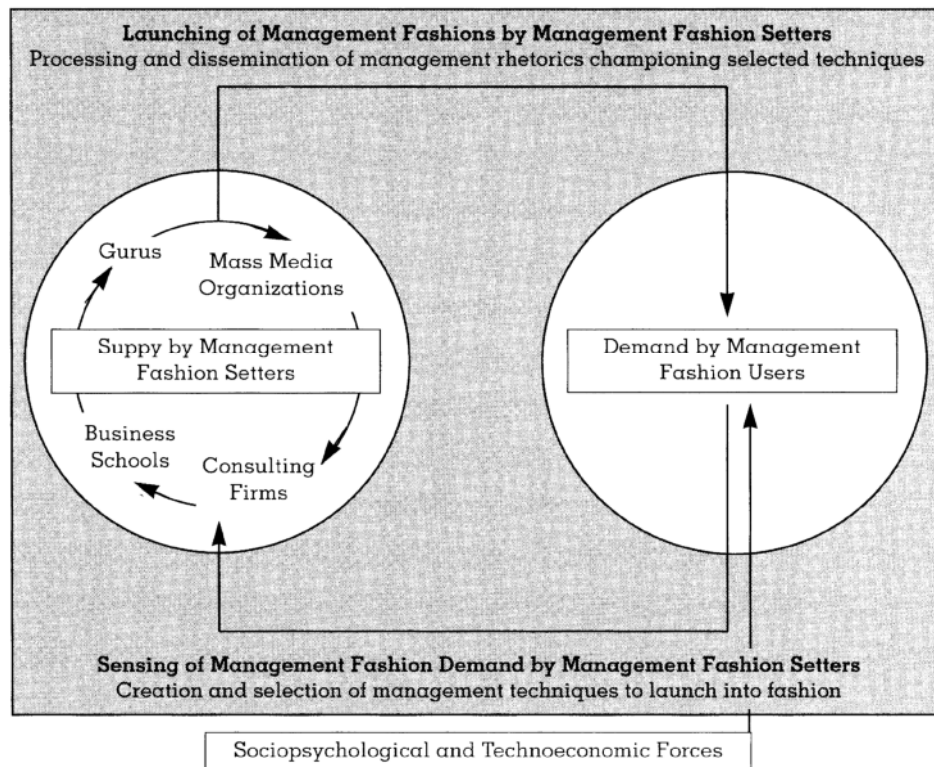 Launching of Management Fashions by Management Fashion Setters
Processing and dissemination of management rhetorics championing selected techniques
Gurus
Mass Media
Organizations
Suppy by Management
Fashion Setters
Business
Schools
Consulting
Firms
Demand by Management
Fashion Users
Sensing of Management Fashion Demand by Management Fashion Setters
Creation and selection of management techniques to launch into fashion
Sociopsychological and Technoeconomic Forces